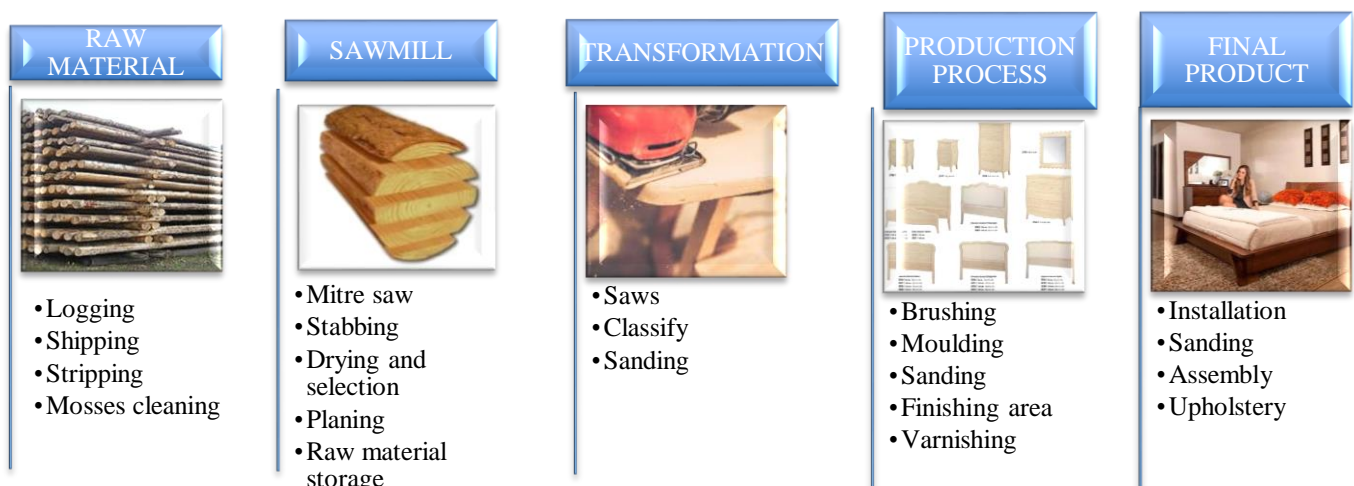 RAW
MATERIAL
•Logging
•Shipping
•Stripping
•Mosses cleaning
SAWMILL
•Mitre saw
•Stabbing
•Drying and
selection
•Planing
•Raw material
storage
TRANSFORMATION
•Saws
•Classify
•Sanding
PRODUCTION
PROCESS
•Brushing
•Moulding
•Sanding
•Finishing area
•Varnishing
FINAL
PRODUCT
•Installation
•Sanding
•Assembly
•Upholstery